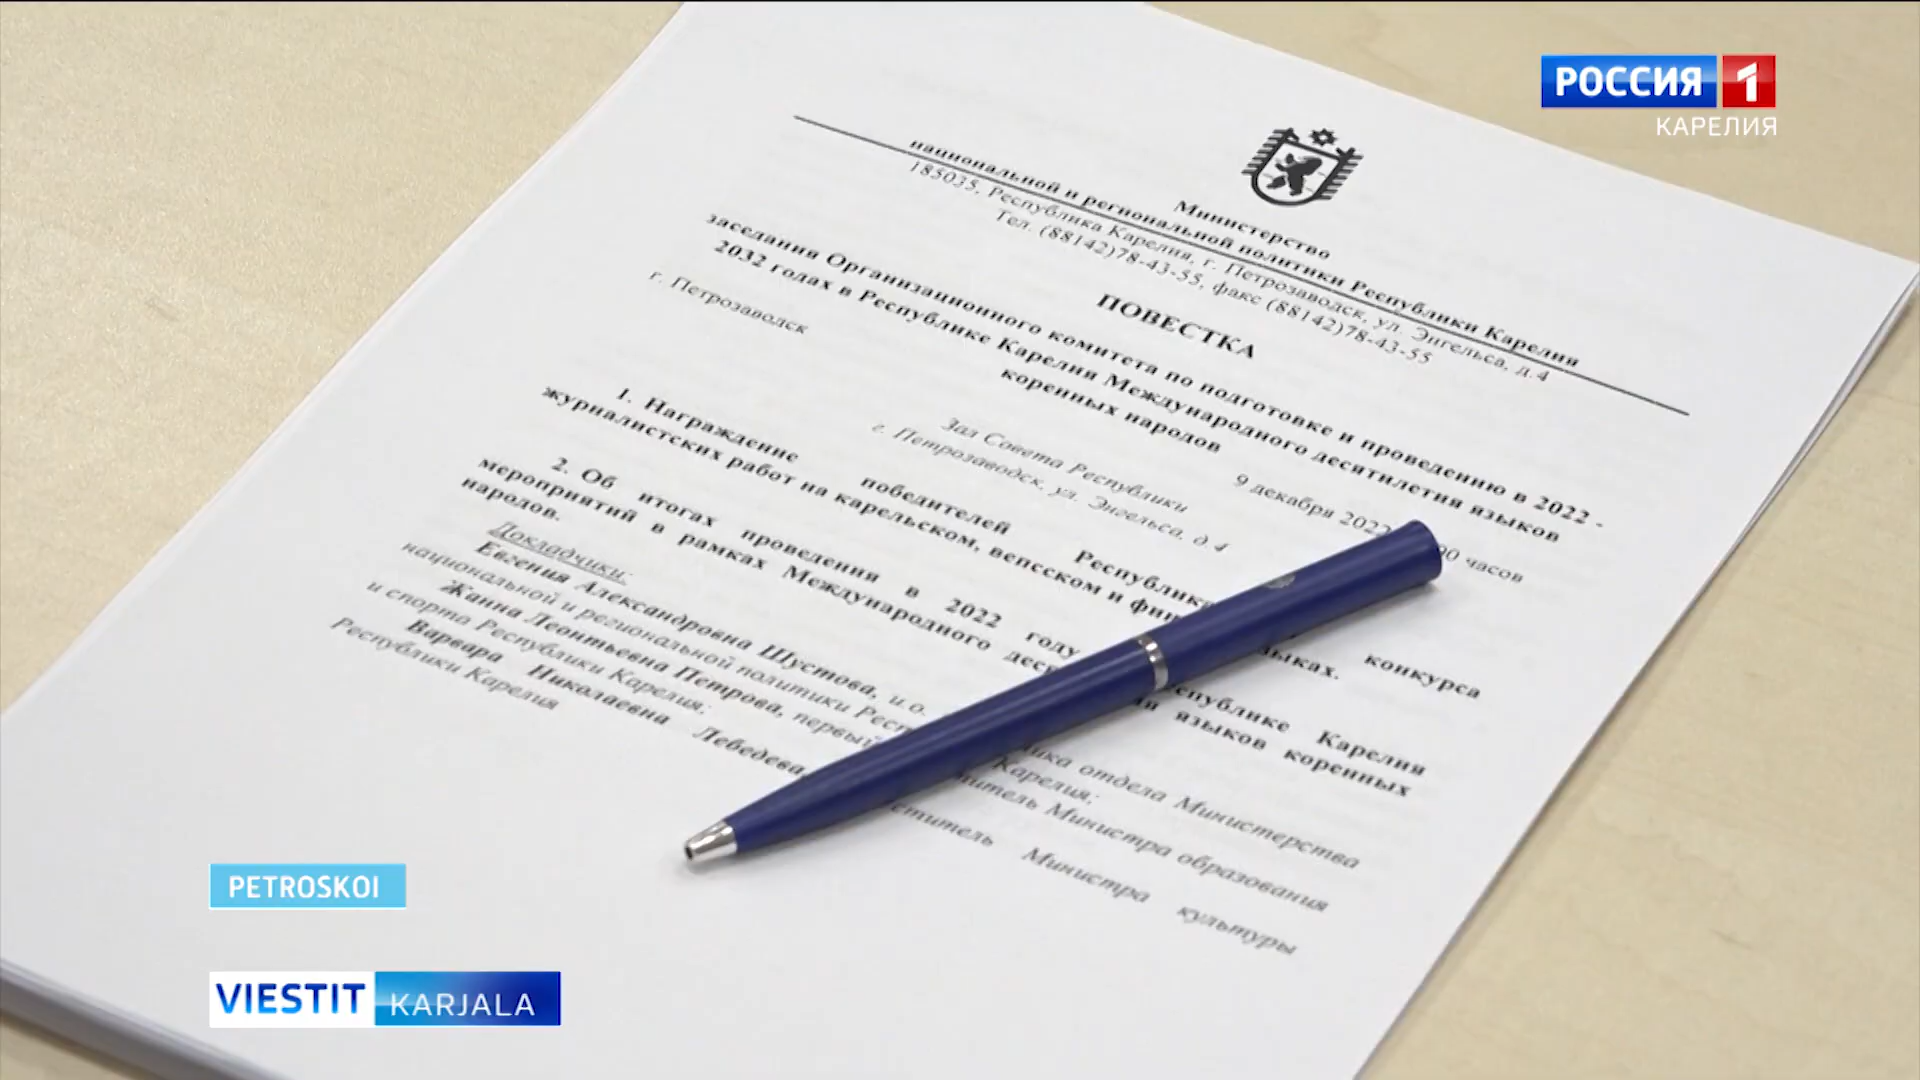 РОССИЯ 1
КАРЕЛИЯ
Министерство
национальной и региональной политики Республики Карелия
185035, Республика Карелия, г. Петрозаводск, ул. Энгельса, д.4
Тел. (88142)78-43-55, факс (88142)78-43-55
ПОВЕСТКА
заседания Организационного комитета по подготовке и проведению в 2022 -
2032 годах в Республике Карелия Международного десятилетия языков
коренных народов
г. Петрозаводск
9 декабря 2022 часов
Зал Совета Республики
г. Петрозаводск, ул. Энгельса, д.4
1. Награждение победителей конкурса
журналистских работ на карельском, вепсском и
2. Об итогах проведения в 2022 году Карелия
мероприятий в рамках Международного языков коренных
народов.
Докладчики:
Евгения Александровна Шустова, и.о. отдела Министерства
национальной и региональной политики Карелия;
Жанна Леонтьевна Петрова, Министра образования
и спорта Республики Карелия;
Варвара Николаевна Лебедева, Министра культуры
Республики Карелия
PETROSKOI
VIESTIT KARJALA